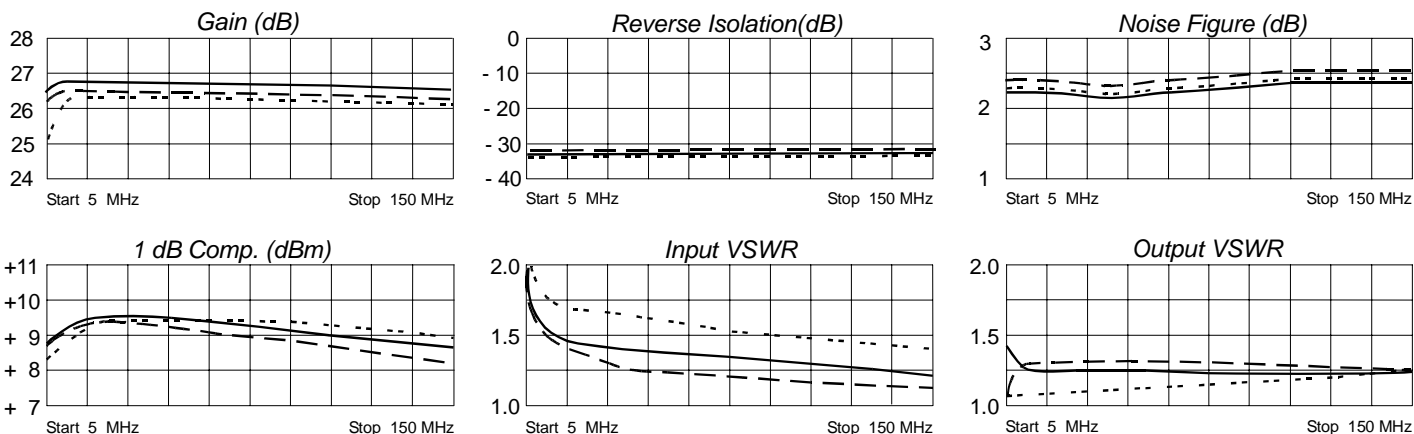 Gain (dB)
28
27
26
25
24
Start 5 MHz
Stop 150 MHz
Reverse Isolation(dB)
0
- 10
- 20
- 30
- 40
Start 5 MHz
Stop 150 MHz
Noise Figure (dB)
3
2
1
Start 5 MHz
Stop 150 MHz
1 dB Comp. (dBm)
+11
+10
+ 9
+ 8
+ 7
Start 5 MHz
Stop 150 MHz
Input VSWR
2.0
1.5
1.0
Start 5 MHz
Stop 150 MHz
Output VSWR
2.0
1.5
1.0
Start 5 MHz
Stop 150 MHz